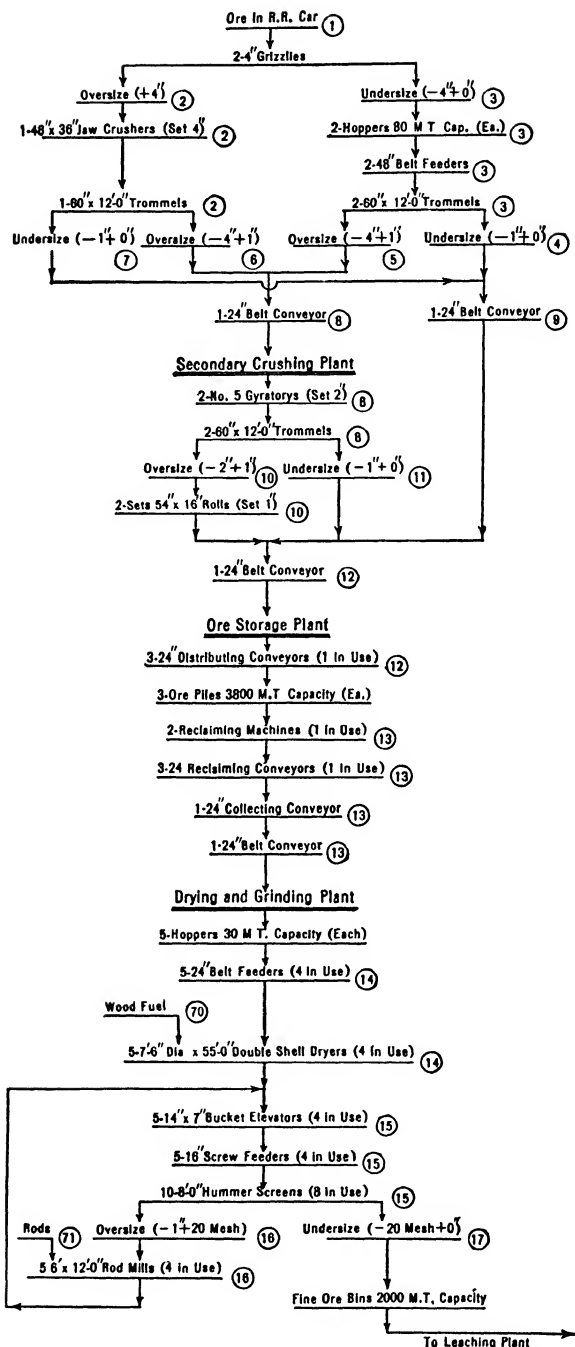 Ore In R.R. Car ①
2-4" Grizzlies
Oversize (+4") ②
Undersize (-4"+0") ③
1-48" x 36" Jaw Crushers (Set 4") ②
2-Hoppers 80 M T Cap. (Ea.) ③
2-48" Belt Feeders ③
1-60" x 12'-0" Trommels ②
2-60" x 12'-0" Trommels ③
Undersize (-1"+0") ⑦
Oversize (-4"+1") ⑥
Oversize (-4"+1") ⑤
Undersize (-1"+0") ④
1-24" Belt Conveyor ⑧
1-24" Belt Conveyor ⑨
Secondary Crushing Plant
2-No. 5 Gyratorys (Set 2") ⑧
2-60" x 12'-0" Trommels ⑧
Oversize (-2"+1") ⑩
Undersize (-1"+0") ⑪
2-Sets 54" x 16" Rolls (Set 1") ⑩
1-24" Belt Conveyor ⑫
Ore Storage Plant
3-24" Distributing Conveyors (1 In Use) ⑫
3-Ore Piles 3800 M.T Capacity (Ea.)
2-Reclaiming Machines (1 In Use) ⑬
3-24 Reclaiming Conveyors (1 In Use) ⑬
1-24" Collecting Conveyor ⑬
1-24" Belt Conveyor ⑬
Drying and Grinding Plant
5-Hoppers 30 M T. Capacity (Each)
5-24" Belt Feeders (4 in Use) ⑭
Wood Fuel 70
5-7'-6" Dia x 55'-0" Double Shell Dryers (4 in Use) ⑭
5-14" x 7" Bucket Elevators (4 in Use) ⑮
5-16" Screw Feeders (4 in Use) ⑮
10-8'-0" Hummer Screens (8 in Use) ⑮
Rods 71
Oversize (-1"+20 Mesh) ⑯
Undersize (-20 Mesh+0") ⑰
5 6' x 12'-0" Rod Mills (4 in Use) ⑯
Fine Ore Bins 2000 M.T. Capacity
To Leaching Plant